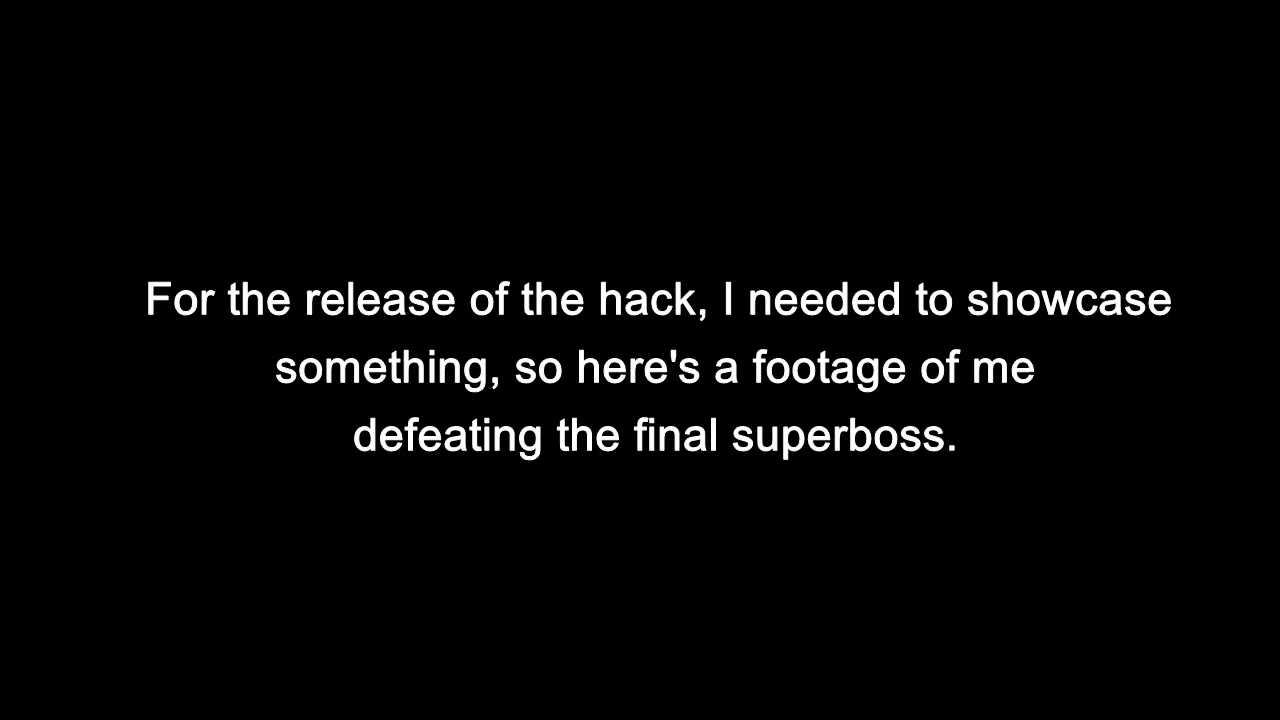 For the release of the hack, I needed to showcase
something, so here's a footage of me
defeating the final superboss.